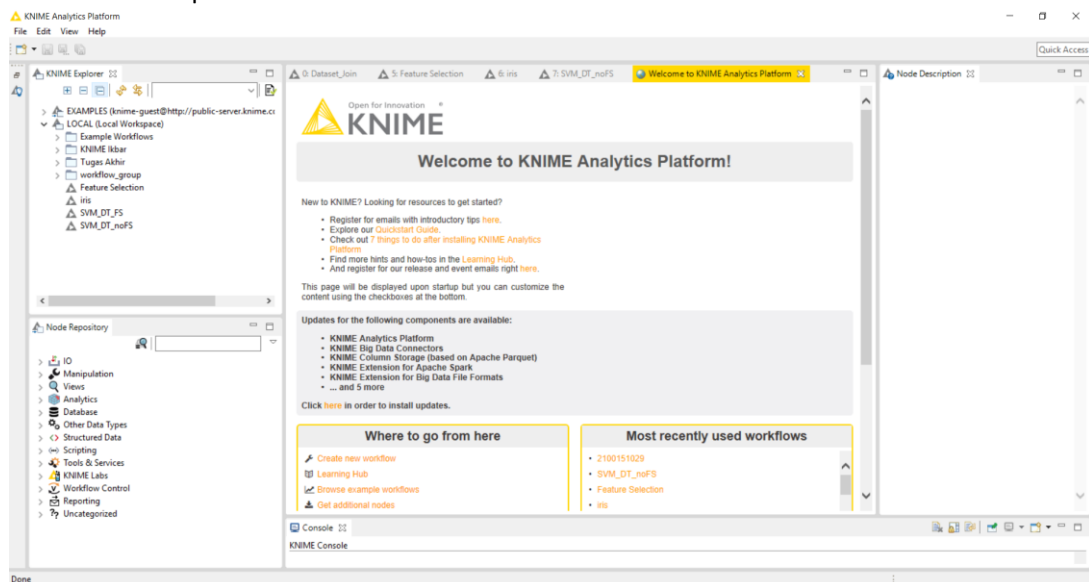 KNIME Analytics Platform
File Edit View Help
Quick Access
KNIME Explorer
EXAMPLES (knime-guest@http://public-server.knime.co
LOCAL (Local Workspace)
Example Workflows
KNIME Ikbar
Tugas Akhir
workflow_group
Feature Selection
iris
SVM_DT_FS
SVM_DT_noFS
Node Repository
IO
Manipulation
Views
Analytics
Database
Other Data Types
Structured Data
Scripting
Tools & Services
KNIME Labs
Workflow Control
Reporting
Uncategorized
0: Dataset_Join 5: Feature Selection 6: iris 7: SVM_DT_noFS Welcome to KNIME Analytics Platform
Open for Innovation
KNIME
Welcome to KNIME Analytics Platform!
New to KNIME? Looking for resources to get started?
• Register for emails with introductory tips here.
• Explore our Quickstart Guide.
• Check out 7 things to do after installing KNIME Analytics
Platform
• Find more hints and how-tos in the Learning Hub.
• And register for our release and event emails right here.
This page will be displayed upon startup but you can customize the
content using the checkboxes at the bottom.
Updates for the following components are available:
• KNIME Analytics Platform
• KNIME Big Data Connectors
• KNIME Column Storage (based on Apache Parquet)
• KNIME Extension for Apache Spark
• KNIME Extension for Big Data File Formats
• ... and 5 more
Click here in order to install updates.
Where to go from here
Create new workflow
Learning Hub
Browse example workflows
Get additional nodes
Most recently used workflows
• 2100151029
• SVM_DT_noFS
• Feature Selection
• iris
Node Description
Console
KNIME Console
Done